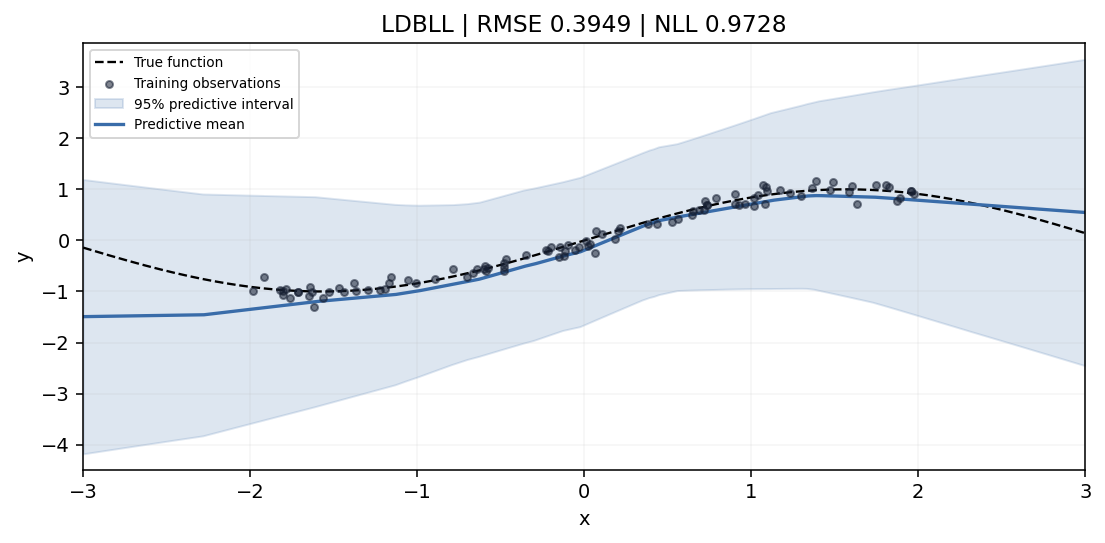 LDBLL | RMSE 0.3949 | NLL 0.9728
True function
Training observations
95% predictive interval
Predictive mean
y
3
2
1
0
−1
−2
−3
−4
−3
−2
−1
0
1
2
3
x